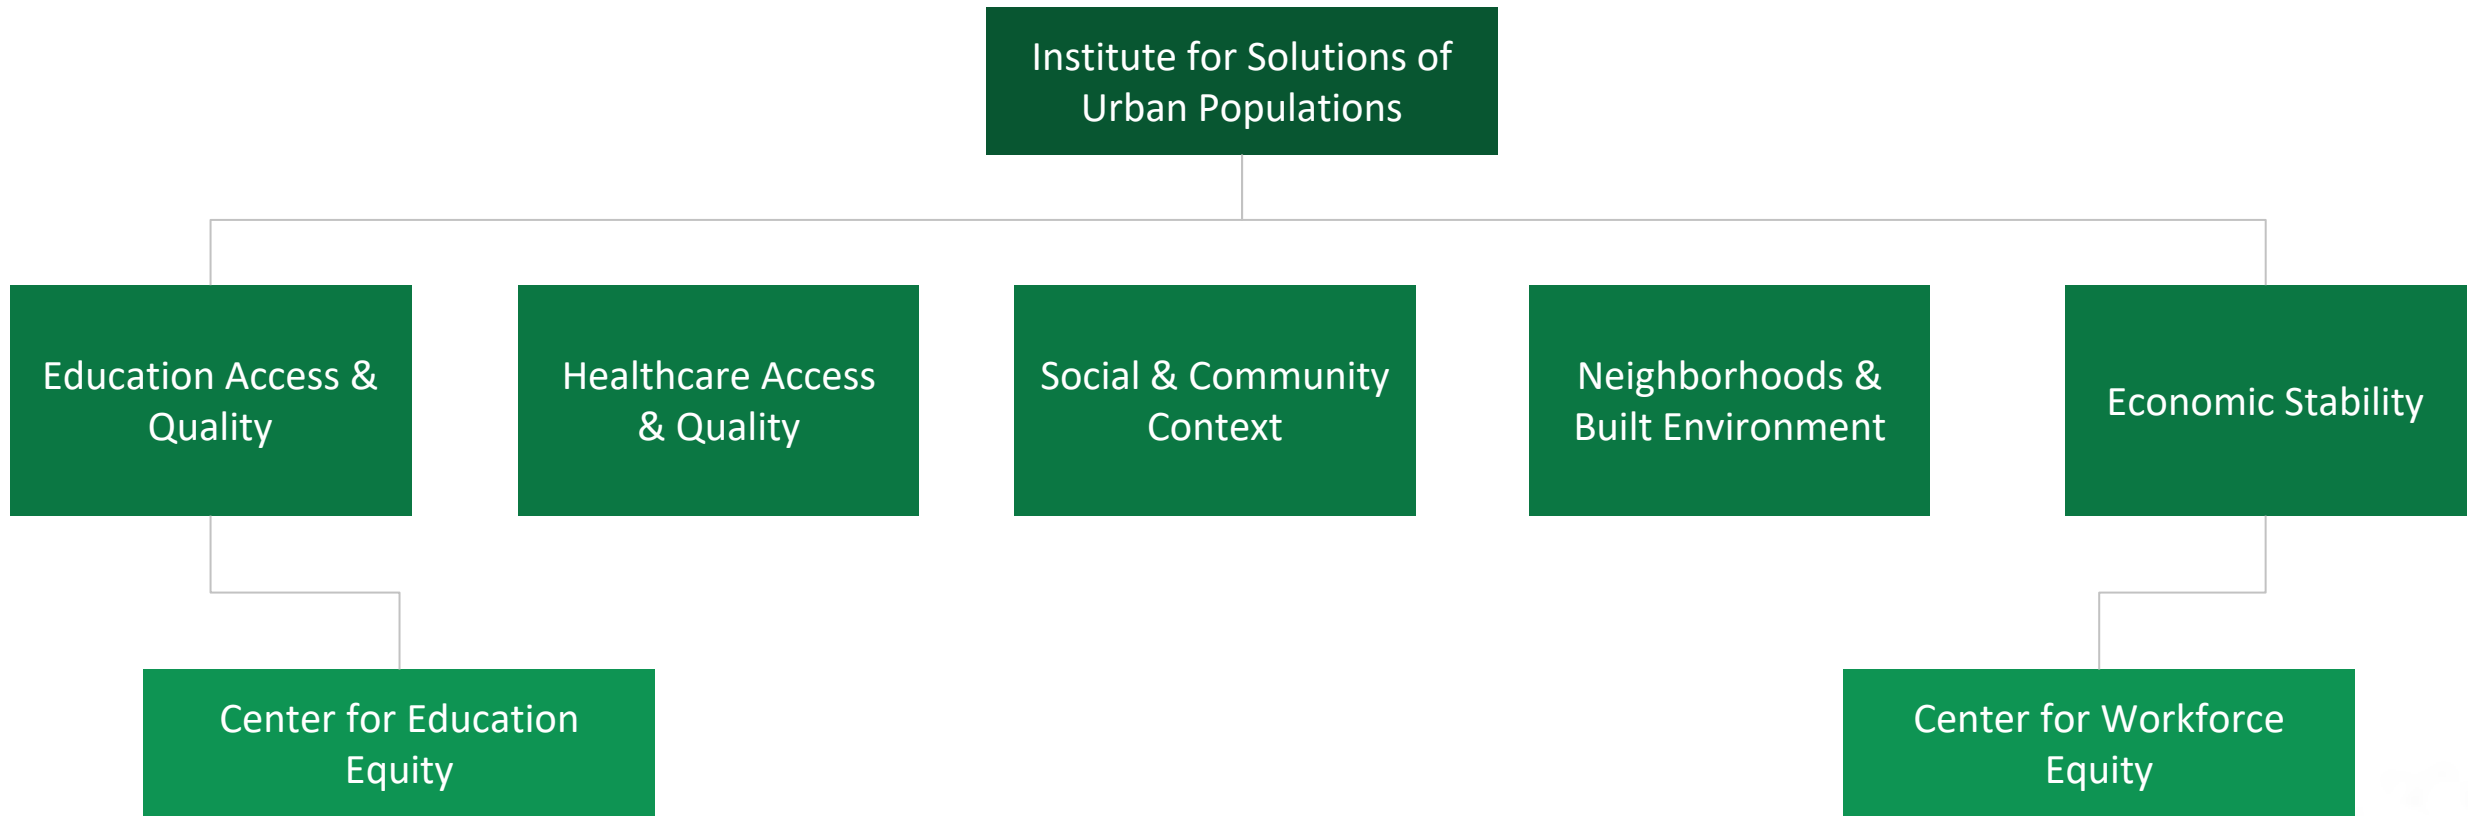 Institute for Solutions of
Urban Populations
Education Access &
Quality
Healthcare Access
& Quality
Social & Community
Context
Neighborhoods &
Built Environment
Economic Stability
Center for Education
Equity
Center for Workforce
Equity